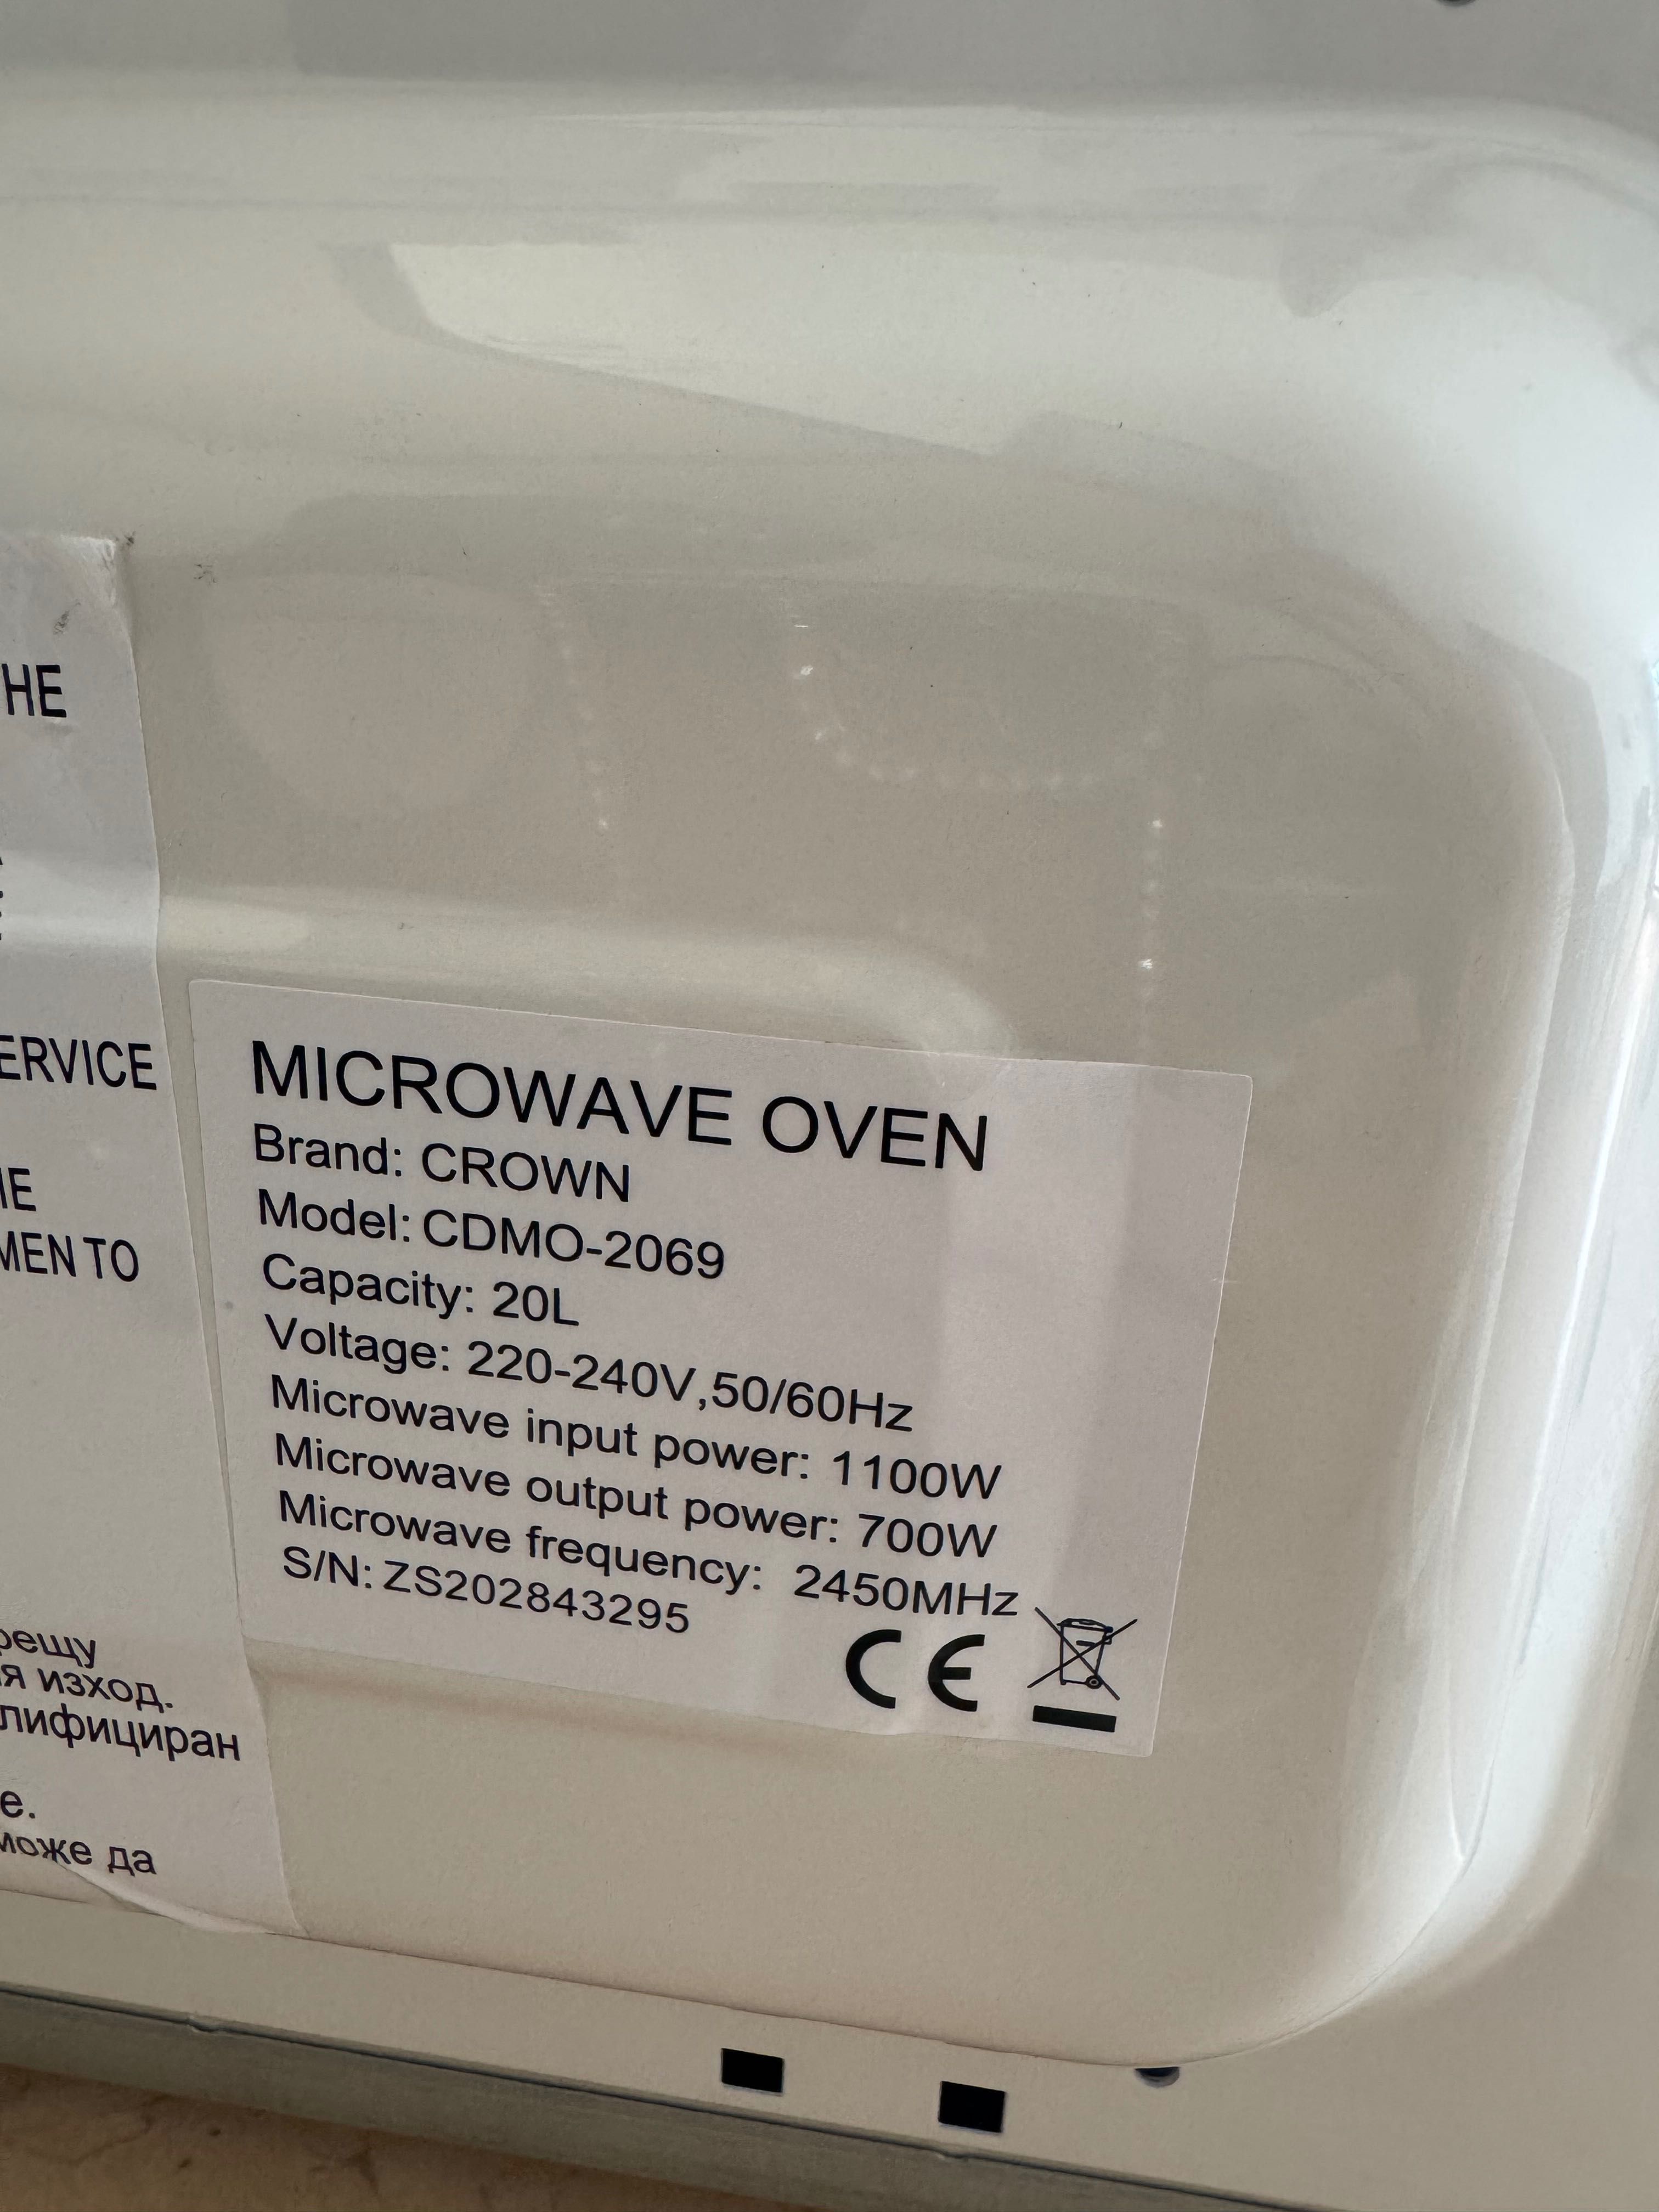 HE
ERVICE
MEN TO
MICROWAVE OVEN
Brand: CROWN
Model: CDMO-2069
Capacity: 20L
Voltage: 220-240V,50/60Hz
Microwave input power: 1100W
Microwave output power: 700W
Microwave frequency: 2450MHz
S/N: ZS202843295
CE
рещу
я изход.
лифициран
е.
може да